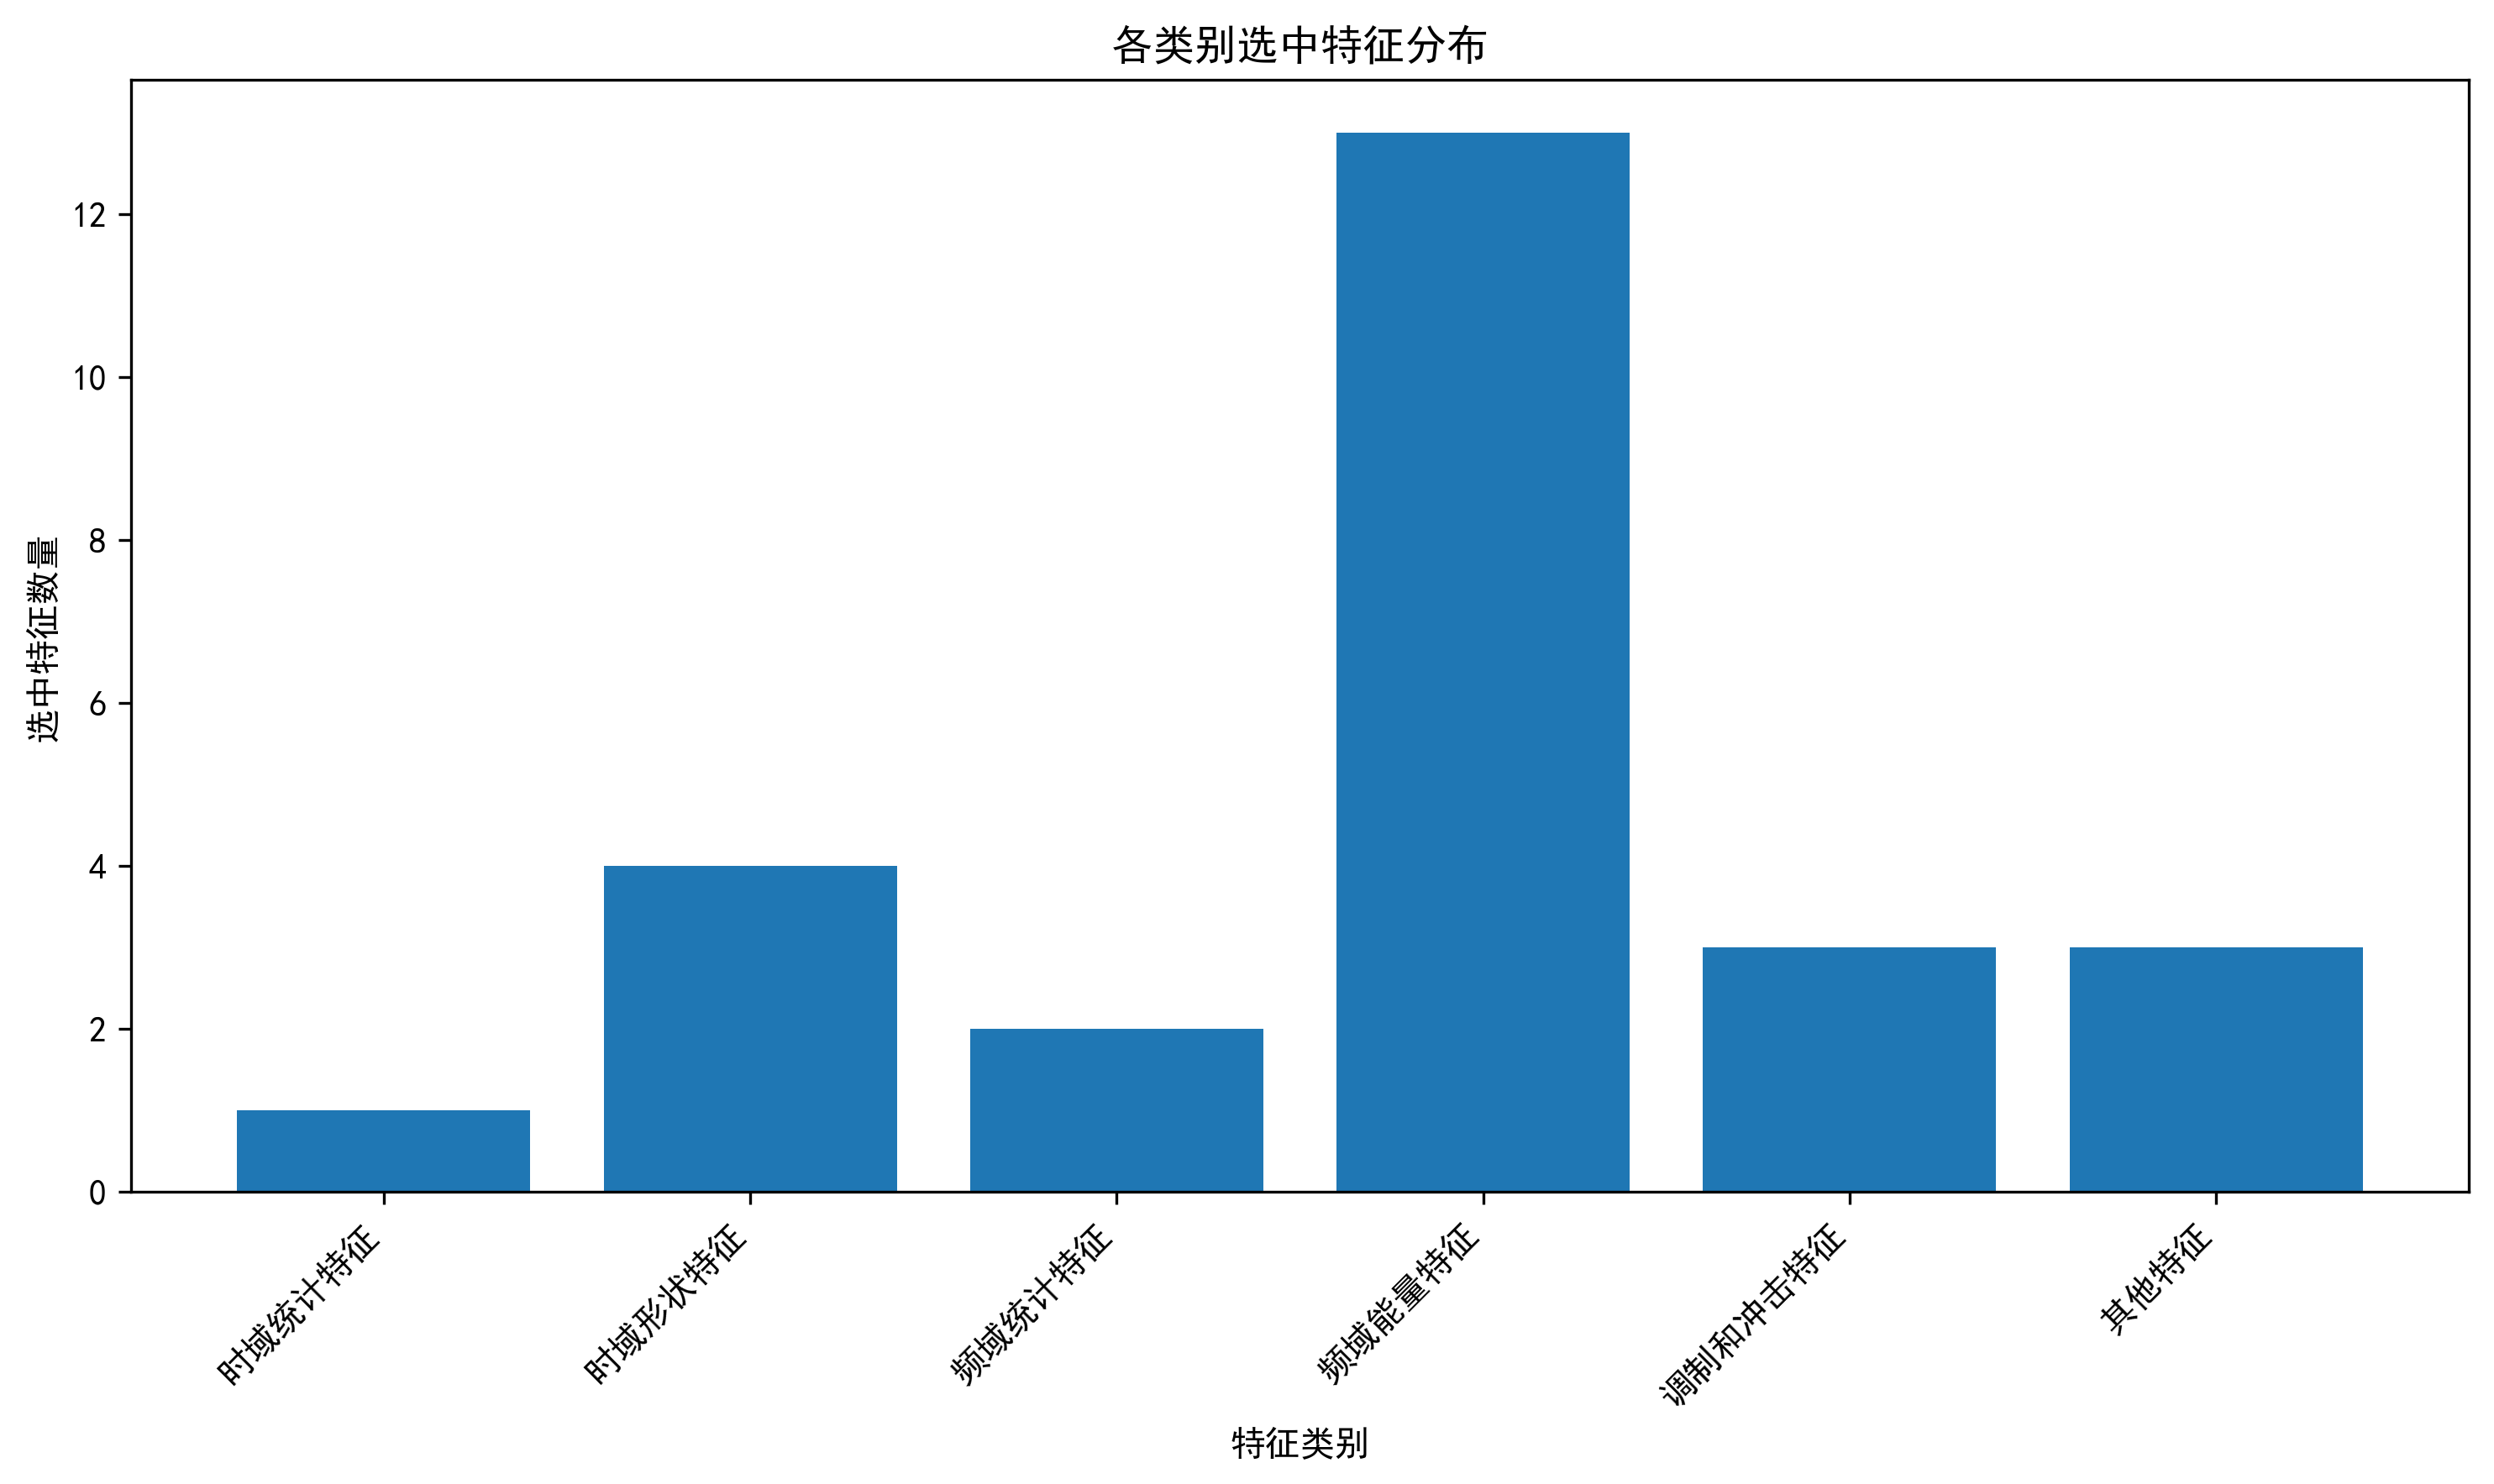 各类别选中特征分布
选中特征数量
12
10
8
6
4
2
0
时域统计特征
时域形状特征
频域统计特征
频域能量特征
调制和冲击特征
其他特征
特征类别